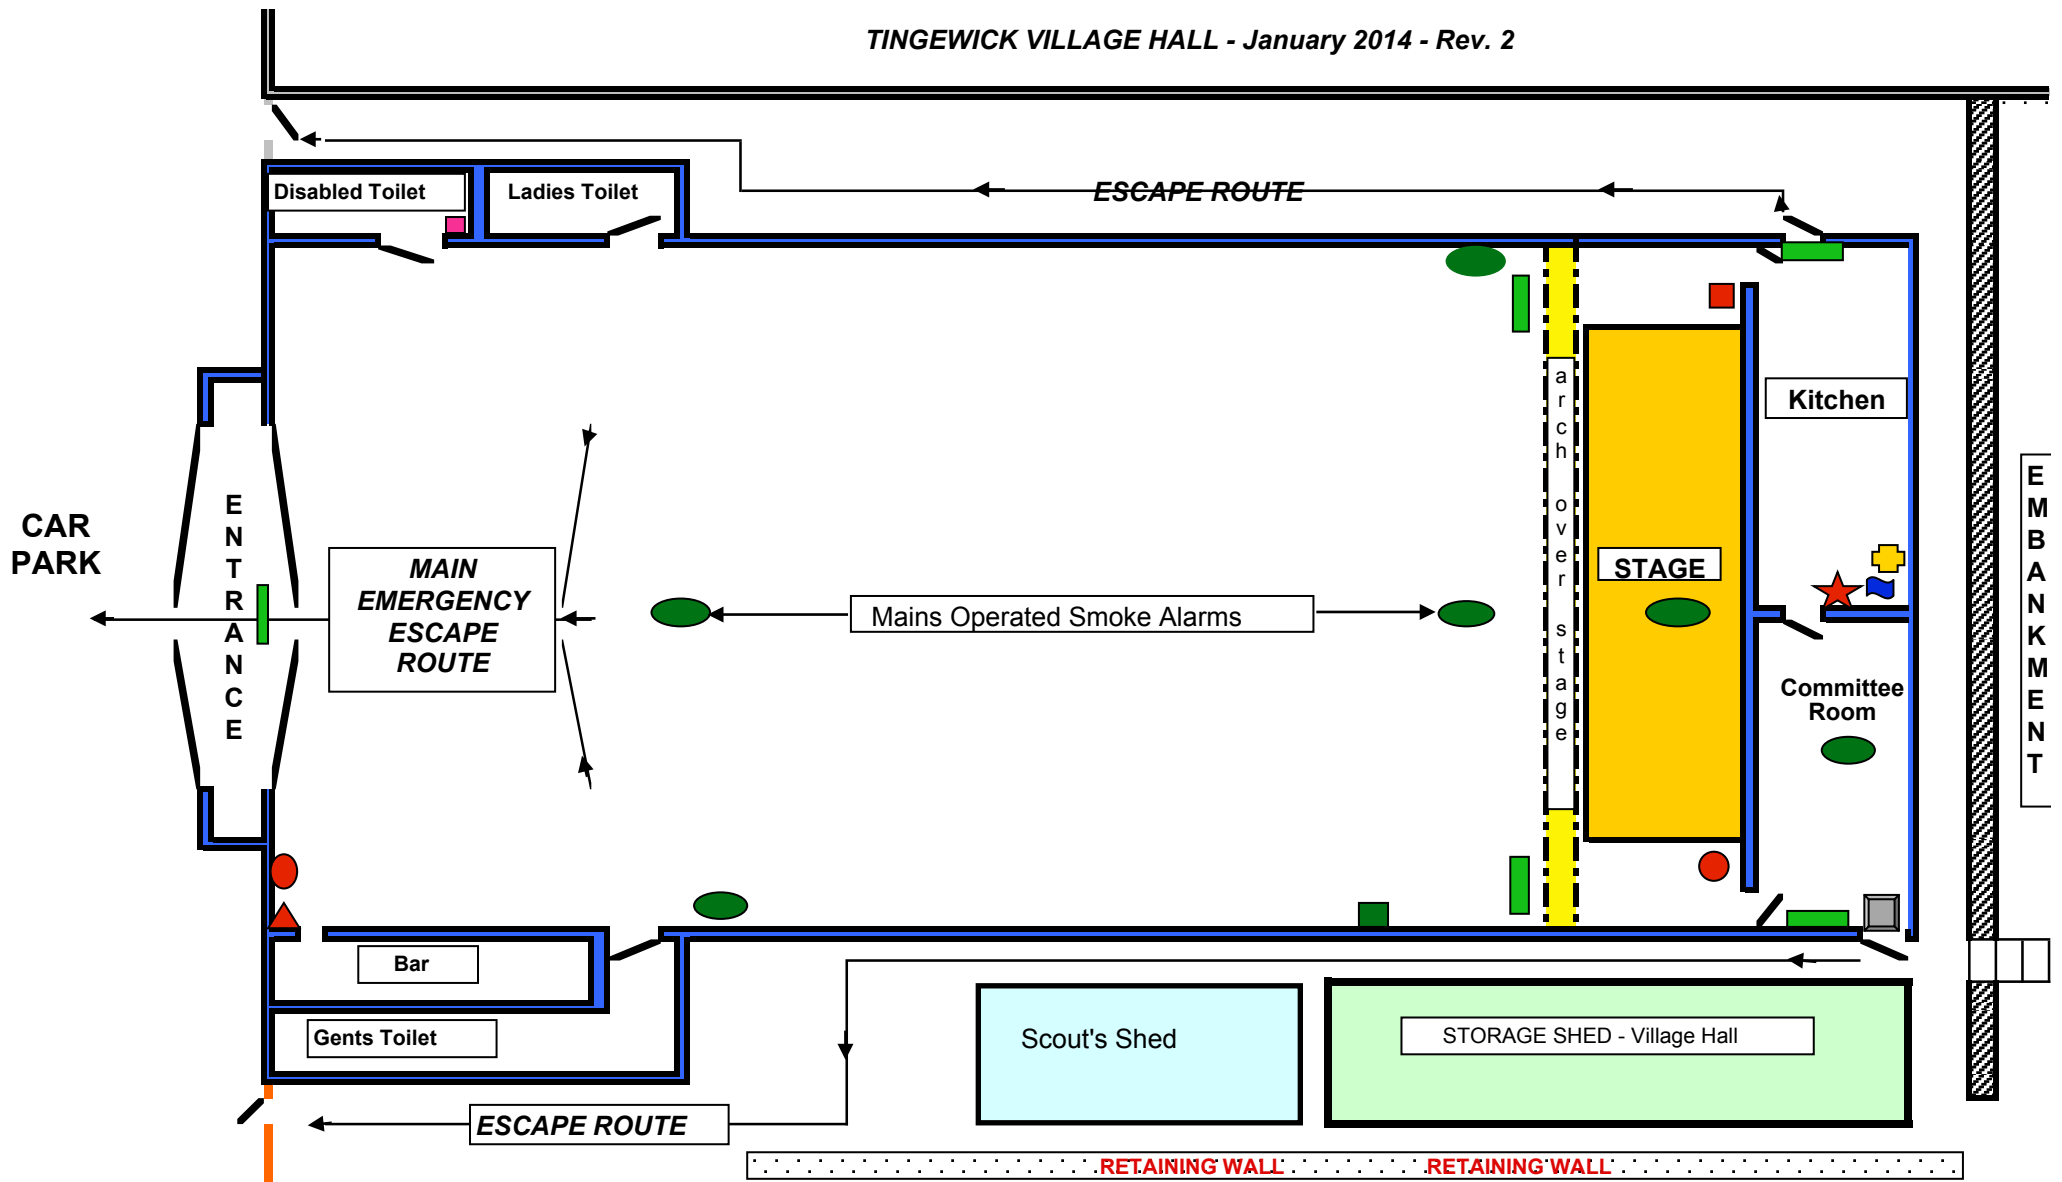 TINGEWICK VILLAGE HALL - January 2014 - Rev. 2
Disabled Toilet
Ladies Toilet
ESCAPE ROUTE
Kitchen
arch over stage
EMBANKMENT
CAR
PARK
ENTRANCE
MAIN
EMERGENCY
ESCAPE
ROUTE
Mains Operated Smoke Alarms
STAGE
Committee
Room
Bar
Gents Toilet
Scout's Shed
STORAGE SHED - Village Hall
ESCAPE ROUTE
RETAINING WALL
RETAINING WALL